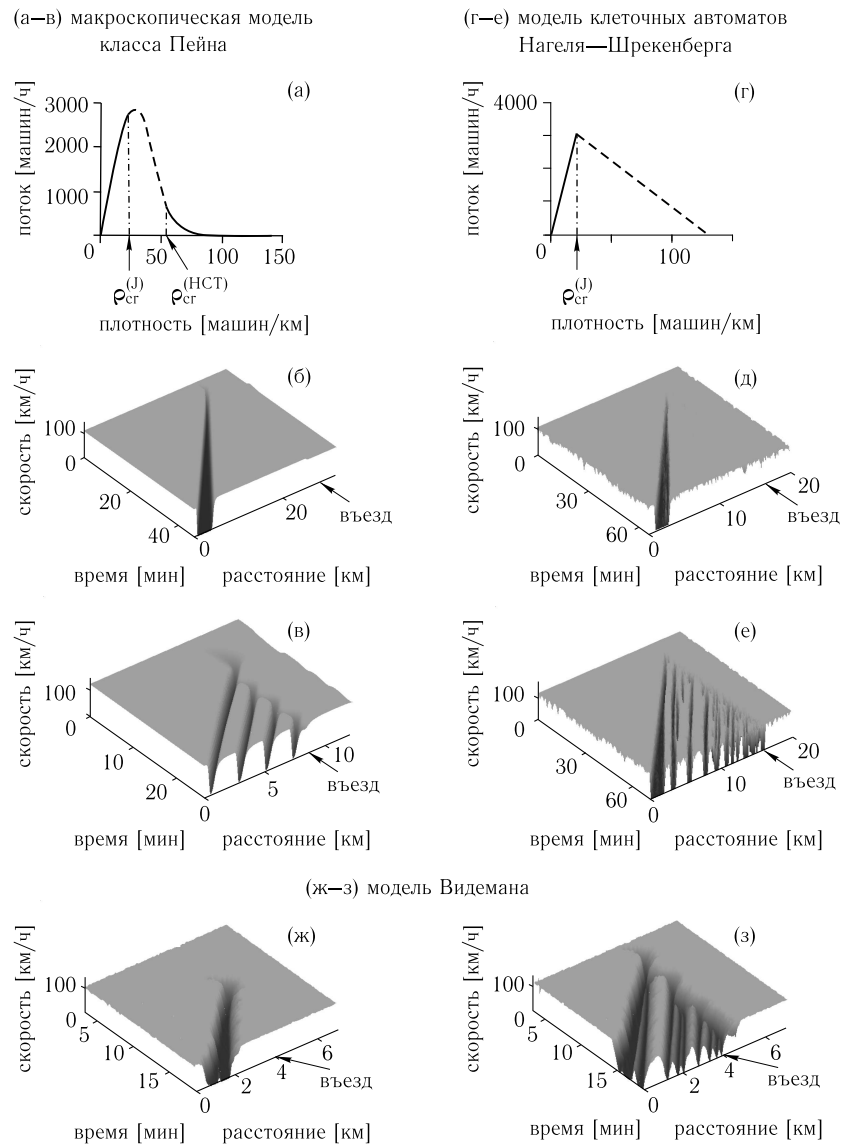 (а–в) макроскопическая модель
класса Пейна
(г–е) модель клеточных автоматов
Нагеля—Шрекенберга
(а)
поток [машин/ч]
3000
2000
1000
0
50
100
150
ρcr(J)
ρcr(НСТ)
плотность [машин/км]
(г)
поток [машин/ч]
4000
0
100
ρcr(J)
плотность [машин/км]
(б)
скорость [км/ч]
100
0
20
40
0
20
въезд
время [мин]
расстояние [км]
(д)
скорость [км/ч]
100
0
30
60
0
10
20
въезд
время [мин]
расстояние [км]
(в)
скорость [км/ч]
100
0
10
20
0
5
10
въезд
время [мин]
расстояние [км]
(е)
скорость [км/ч]
100
0
30
60
0
10
20
въезд
время [мин]
расстояние [км]
(ж–з) модель Видемана
(ж)
скорость [км/ч]
100
0
5
10
15
0
2
4
6
въезд
время [мин]
расстояние [км]
(з)
скорость [км/ч]
100
0
5
10
15
0
2
4
6
въезд
время [мин]
расстояние [км]